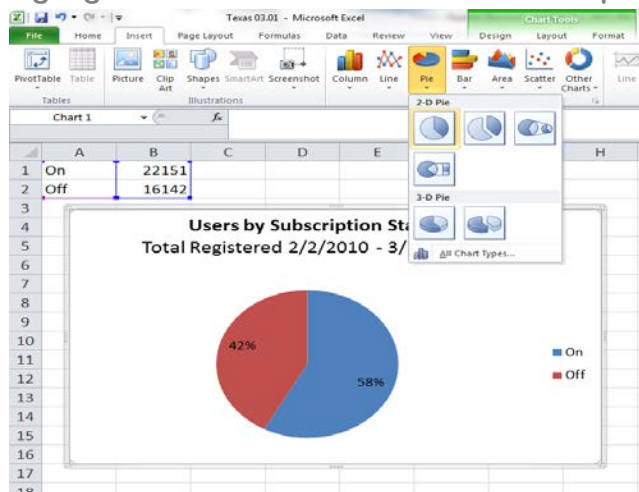 Texas 03.01 - Microsoft Excel
Chart Tools
File Home Insert Page Layout Formulas Data Review View Design Layout Format
PivotTable Table Picture Clip Art Shapes SmartArt Screenshot Column Line Pie Bar Area Scatter Other Charts Line
Tables Illustrations
2-D Pie
3-D Pie
All Chart Types...
Chart 1 fx
A B C D E H
1 On 22151
2 Off 16142
3
4
5
6
7
8
9
10
11
12
13
14
15
16
17
18
Users by Subscription Sta
Total Registered 2/2/2010 - 3/
42%
58%
On
Off